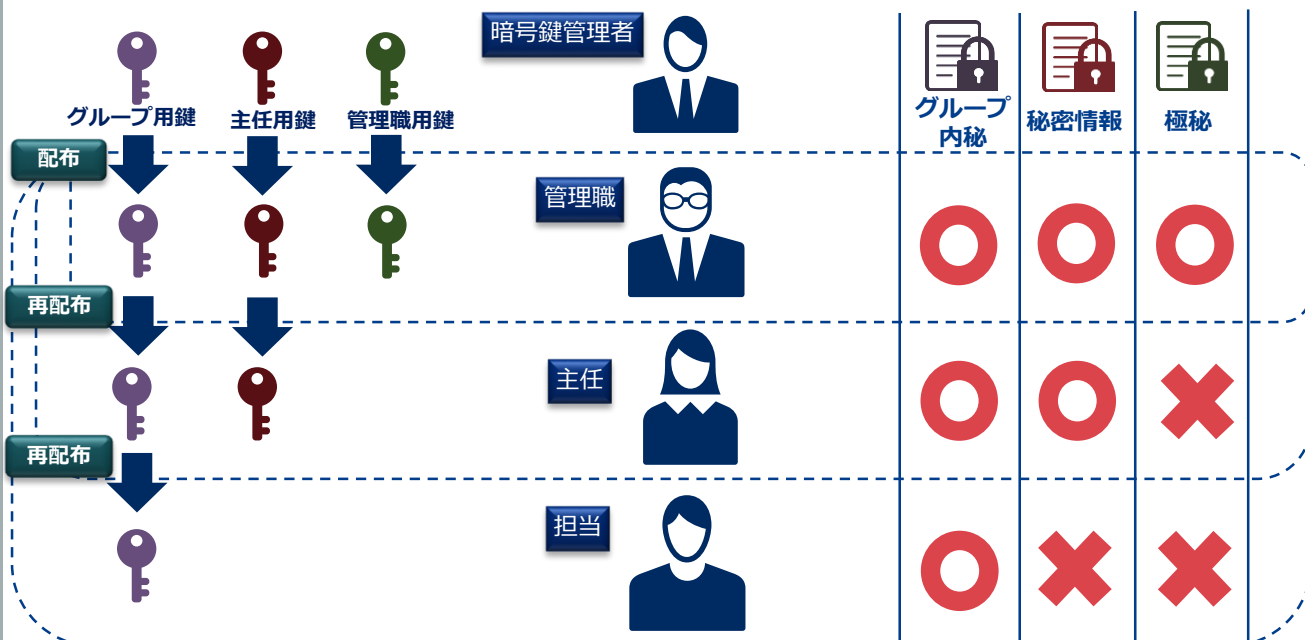 暗号鍵管理者
グループ用鍵
主任用鍵
管理職用鍵
グループ
内秘
秘密情報
極秘
配布
管理職
再配布
主任
再配布
担当